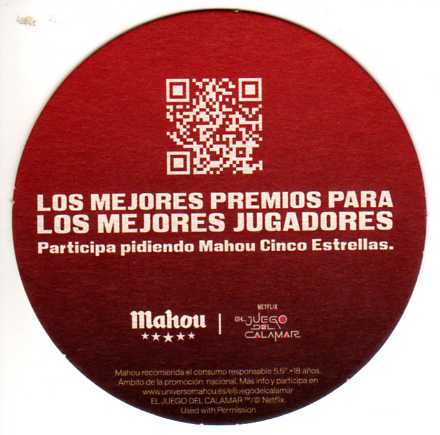 LOS MEJORES PREMIOS PARA
LOS MEJORES JUGADORES
Participa pidiendo Mahou Cinco Estrellas.
NETFLIX
Mahou
EL JUEGO
DEL
CALAMAR
Mahou recomienda el consumo responsable 5,5°. +18 años.
Ámbito de la promoción nacional. Más info y participa en
www.universomahou.es/eljuegodelcalamar
EL JUEGO DEL CALAMAR ™/© Netflix.
Used with Permission